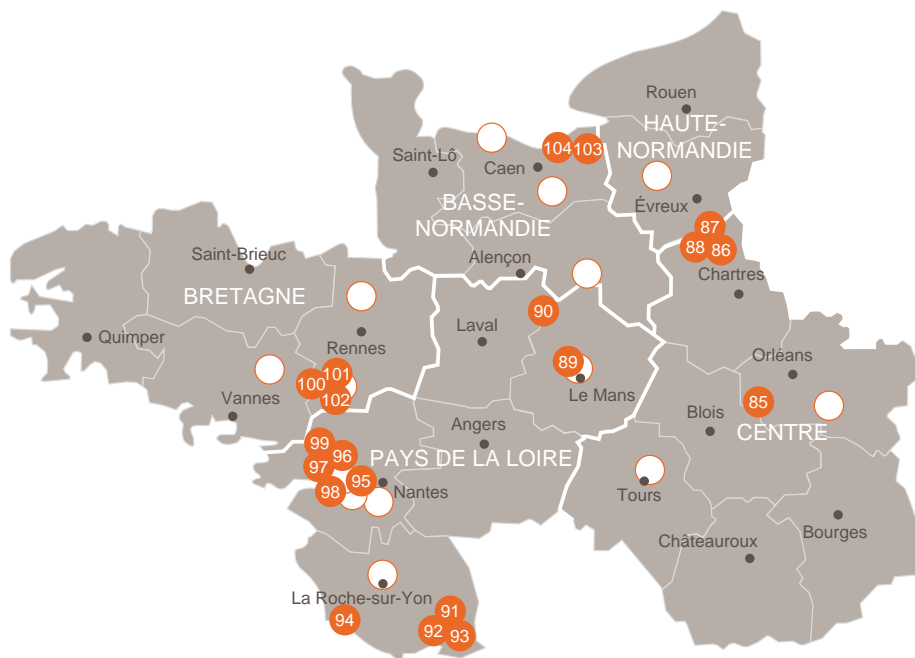 Rouen
HAUTE-
NORMANDIE
104
103
Saint-Lô
Caen
BASSE-
NORMANDIE
Évreux
87
88
86
Chartres
Alençon
Saint-Brieuc
BRETAGNE
90
Quimper
Rennes
Laval
89
Le Mans
Orléans
101
100
102
Vannes
85
Blois
CENTRE
Angers
99
96
97
PAYS DE LA LOIRE
95
98
Nantes
Tours
Bourges
Châteauroux
La Roche-sur-Yon
94
91
92
93